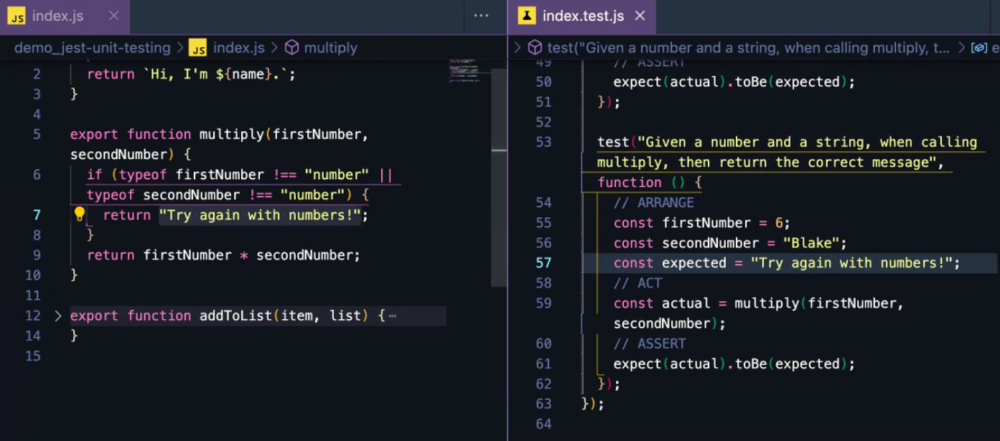 JS index.js ×
demo_jest-unit-testing > JS index.js > multiply
2 return `Hi, I'm ${name}.`;
3 }
4
5 export function multiply(firstNumber,
secondNumber) {
6 if (typeof firstNumber !== "number" ||
typeof secondNumber !== "number") {
7 return "Try again with numbers!";
8 }
9 return firstNumber * secondNumber;
10 }
11
12 > export function addToList(item, list) { ⋯
14 }
15
index.test.js ×
> test("Given a number and a string, when calling multiply, t... > e
49 // ASSERT
50 expect(actual).toBe(expected);
51 });
52
53 test("Given a number and a string, when calling
multiply, then return the correct message",
function () {
54 // ARRANGE
55 const firstNumber = 6;
56 const secondNumber = "Blake";
57 const expected = "Try again with numbers!";
58 // ACT
59 const actual = multiply(firstNumber,
secondNumber);
60 // ASSERT
61 expect(actual).toBe(expected);
62 });
63 });
64